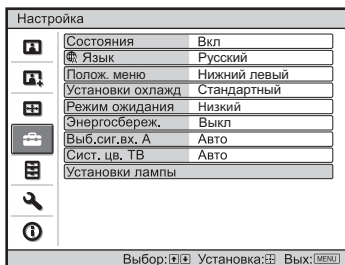 Настройка
Состояния Вкл
Язык Русский
Полож. меню Нижний левый
Установки охлажд Стандартный
Режим ожидания Низкий
Энергосбереж. Выкл
Выб.сиг.вх. А Авто
Сист. цв. ТВ Авто
Установки лампы
Выбор: Установка: Вых: MENU